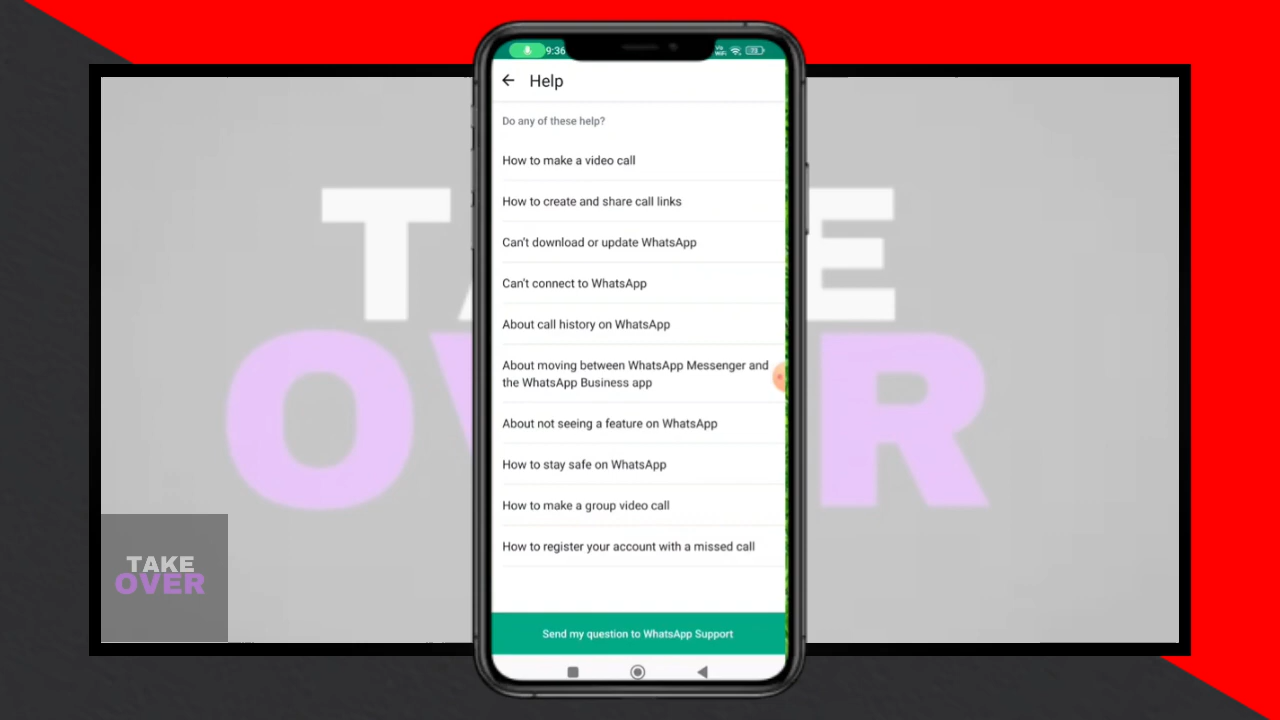 9:36
Vo
WiFi
Help
Do any of these help?
How to make a video call
How to create and share call links
Can't download or update WhatsApp
Can't connect to WhatsApp
About call history on WhatsApp
About moving between WhatsApp Messenger and
the WhatsApp Business app
About not seeing a feature on WhatsApp
How to stay safe on WhatsApp
How to make a group video call
How to register your account with a missed call
Send my question to WhatsApp Support
TAKE
OVER